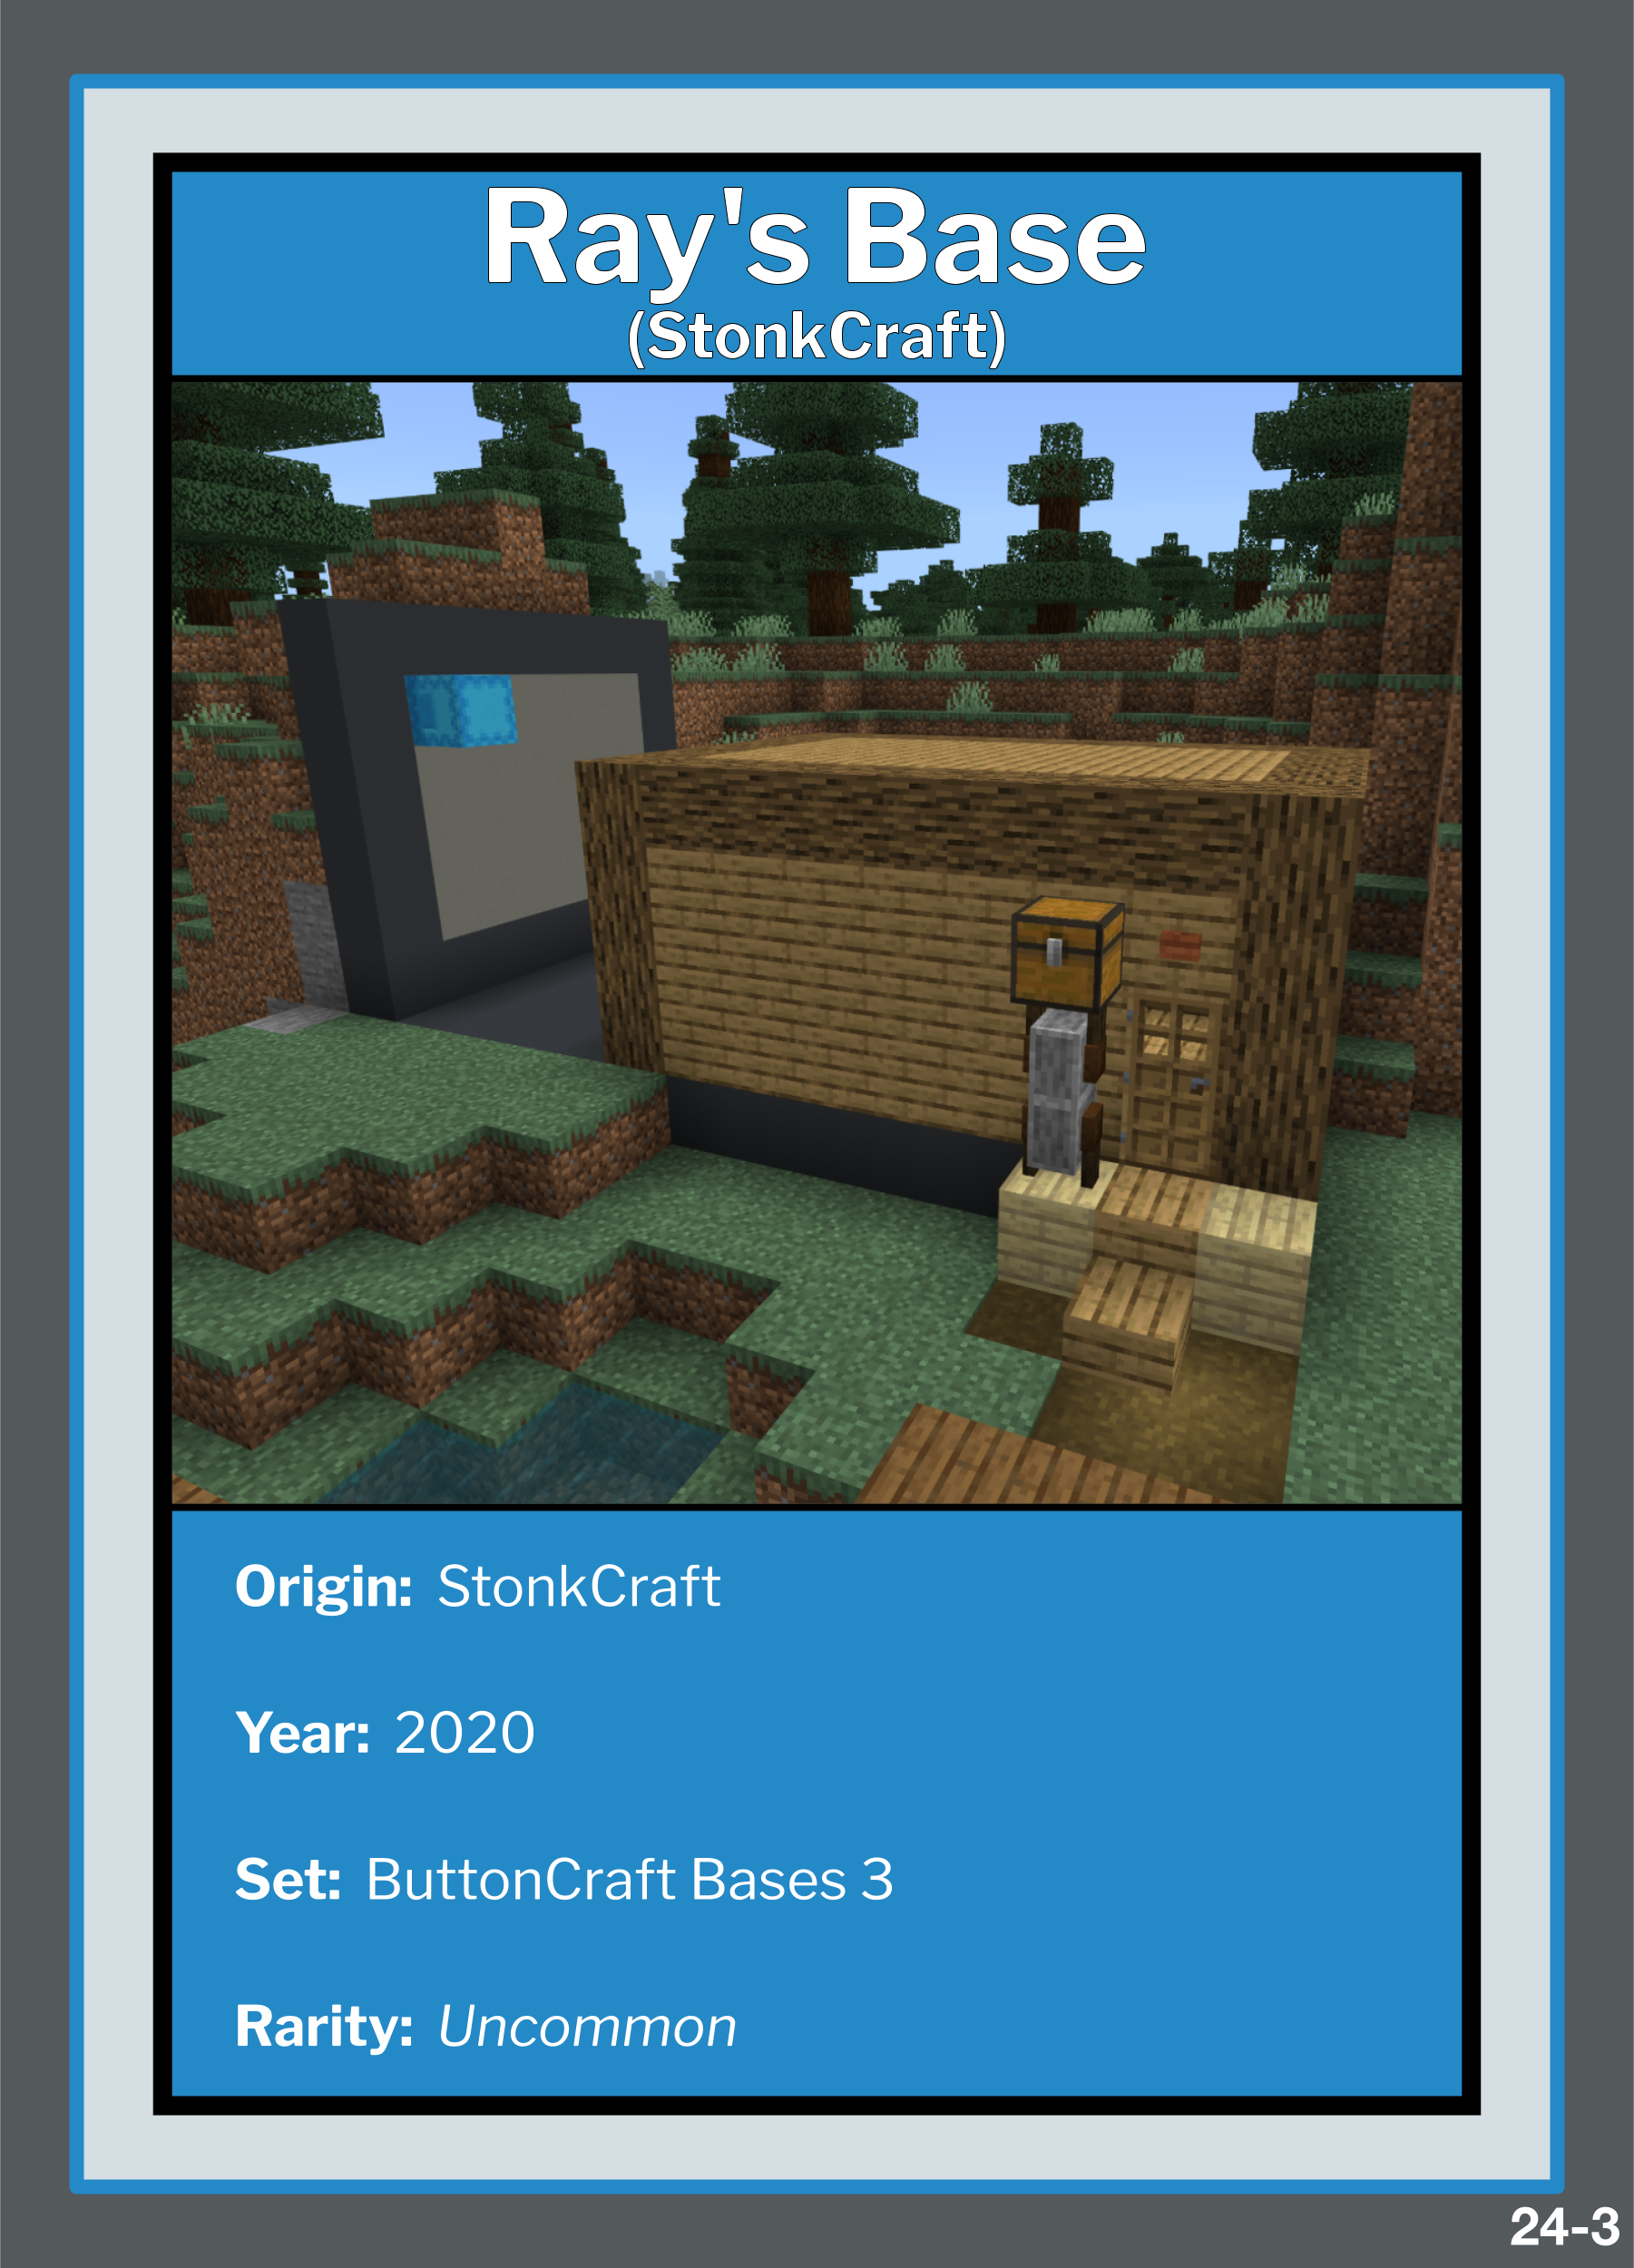 Ray's Base
(StonkCraft)
Origin: StonkCraft
Year: 2020
Set: ButtonCraft Bases 3
Rarity: Uncommon
24-3